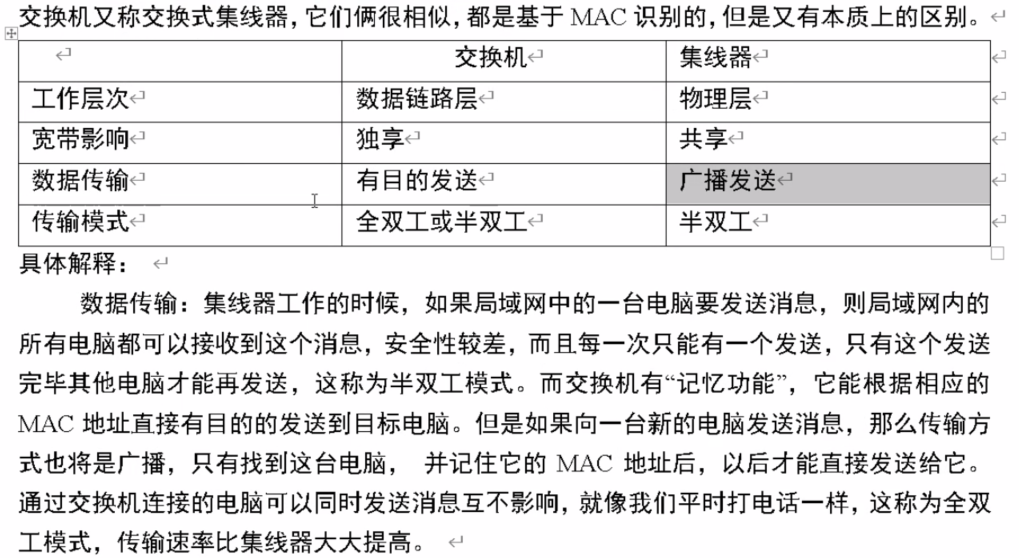 交换机又称交换式集线器，它们俩很相似，都是基于 MAC 识别的，但是又有本质上的区别。
交换机 集线器
工作层次 数据链路层 物理层
宽带影响 独享 共享
数据传输 有目的发送 广播发送
传输模式 全双工或半双工 半双工
具体解释：
数据传输：集线器工作的时候，如果局域网中的一台电脑要发送消息，则局域网内的
所有电脑都可以接收到这个消息，安全性较差，而且每一次只能有一个发送，只有这个发送
完毕其他电脑才能再发送，这称为半双工模式。而交换机有“记忆功能”，它能根据相应的
MAC 地址直接有目的的发送到目标电脑。但是如果向一台新的电脑发送消息，那么传输方
式也将是广播，只有找到这台电脑， 并记住它的 MAC 地址后，以后才能直接发送给它。
通过交换机连接的电脑可以同时发送消息互不影响，就像我们平时打电话一样，这称为全双
工模式，传输速率比集线器大大提高。